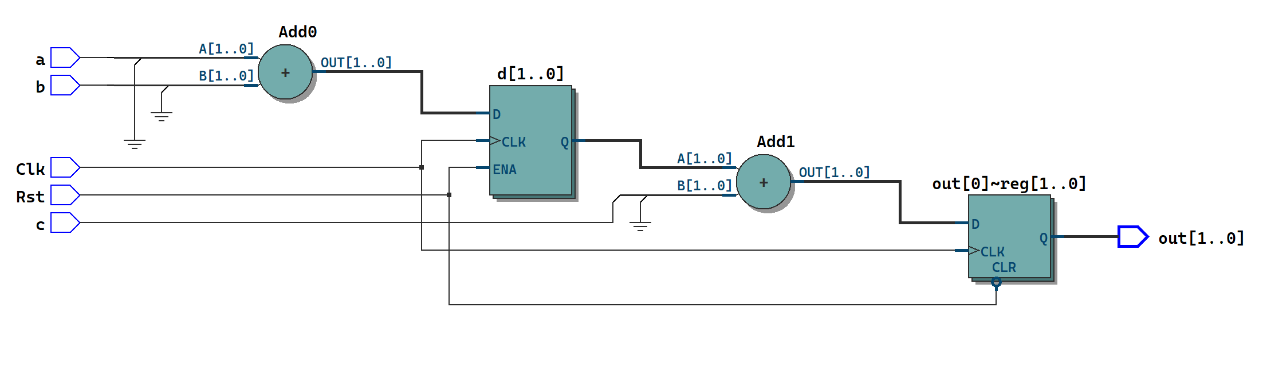 Add0
a
A[1..0]
OUT[1..0]
b
B[1..0]
+
d[1..0]
D
CLK
Q
ENA
Clk
Rst
c
Add1
A[1..0]
OUT[1..0]
B[1..0]
+
out[0]~reg[1..0]
D
Q
CLK
CLR
out[1..0]